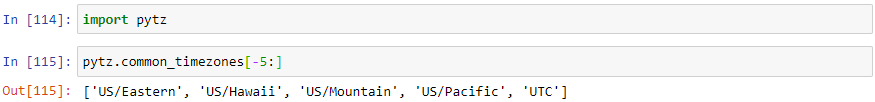 In [114]: import pytz
In [115]: pytz.common_timezones[-5:]
Out[115]: ['US/Eastern', 'US/Hawaii', 'US/Mountain', 'US/Pacific', 'UTC']